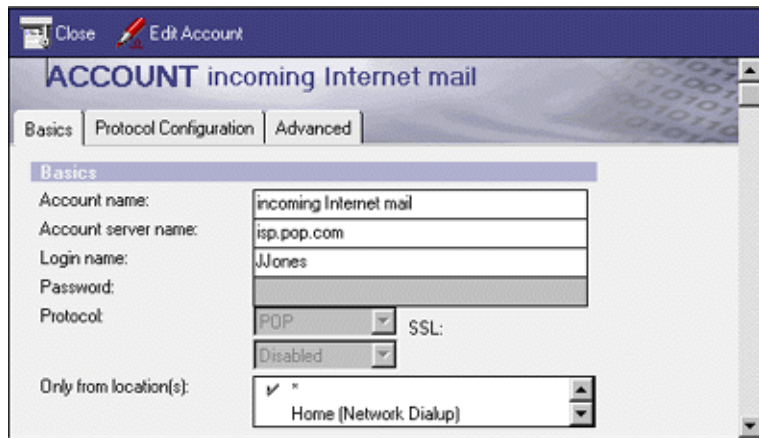 Close Edit Account
ACCOUNT incoming Internet mail
Basics Protocol Configuration Advanced
Basics
Account name: incoming Internet mail
Account server name: isp.pop.com
Login name: JJones
Password:
Protocol: POP SSL:
Disabled
Only from location(s): *
Home (Network Dialup)